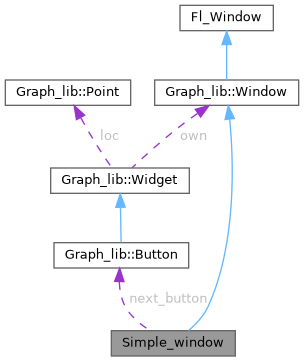 Fl_Window
Graph_lib::Point
Graph_lib::Window
loc
own
Graph_lib::Widget
Graph_lib::Button
next_button
Simple_window